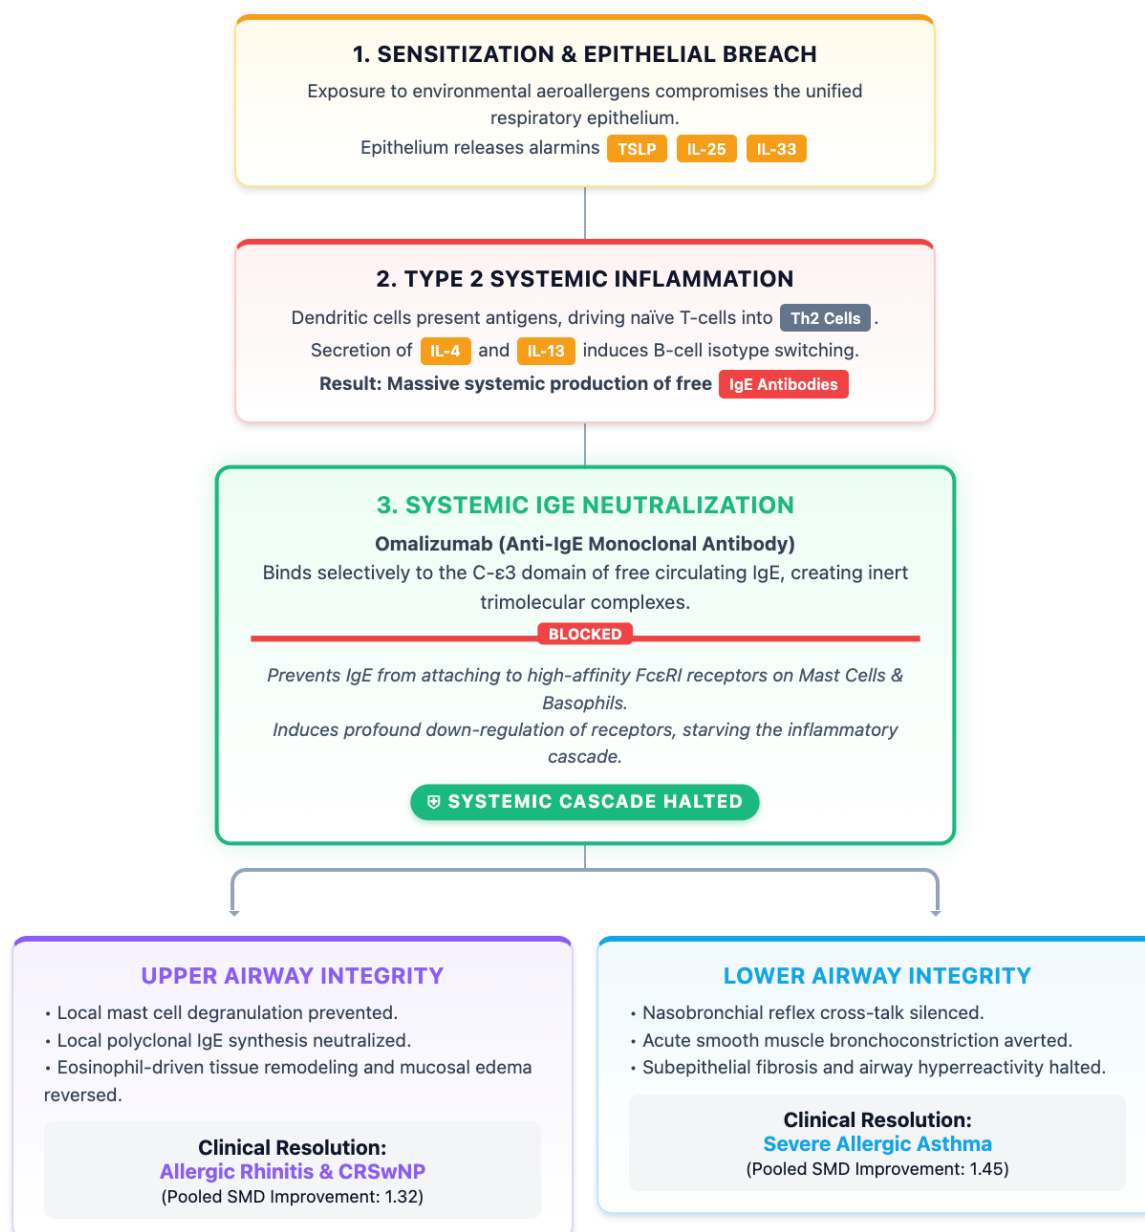 1. SENSITIZATION & EPITHELIAL BREACH
Exposure to environmental aeroallergens compromises the unified
respiratory epithelium.
Epithelium releases alarmins TSLP IL-25 IL-33
2. TYPE 2 SYSTEMIC INFLAMMATION
Dendritic cells present antigens, driving naïve T-cells into Th2 Cells .
Secretion of IL-4 and IL-13 induces B-cell isotype switching.
Result: Massive systemic production of free IgE Antibodies
3. SYSTEMIC IGE NEUTRALIZATION
Omalizumab (Anti-IgE Monoclonal Antibody)
Binds selectively to the C-ε3 domain of free circulating IgE, creating inert
trimolecular complexes.
BLOCKED
Prevents IgE from attaching to high-affinity FcεRI receptors on Mast Cells &
Basophils.
Induces profound down-regulation of receptors, starving the inflammatory
cascade.
⛨ SYSTEMIC CASCADE HALTED
UPPER AIRWAY INTEGRITY
• Local mast cell degranulation prevented.
• Local polyclonal IgE synthesis neutralized.
• Eosinophil-driven tissue remodeling and mucosal edema
reversed.
Clinical Resolution:
Allergic Rhinitis & CRSwNP
(Pooled SMD Improvement: 1.32)
LOWER AIRWAY INTEGRITY
• Nasobronchial reflex cross-talk silenced.
• Acute smooth muscle bronchoconstriction averted.
• Subepithelial fibrosis and airway hyperreactivity halted.
Clinical Resolution:
Severe Allergic Asthma
(Pooled SMD Improvement: 1.45)